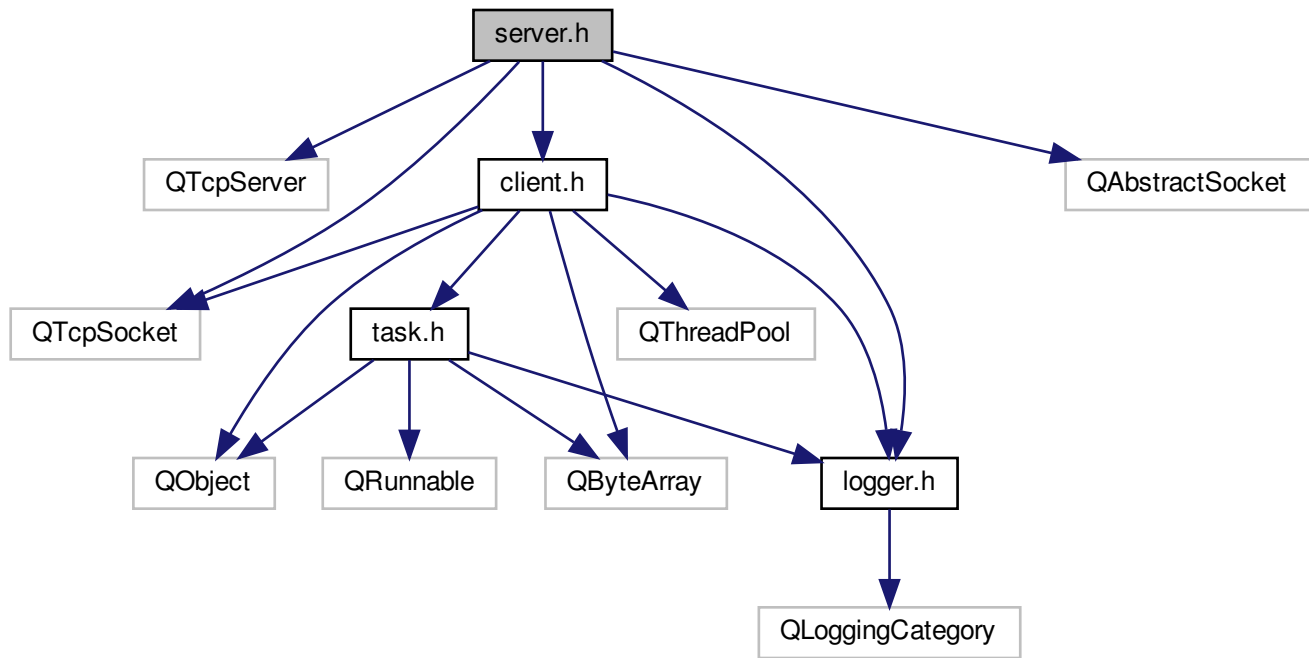 server.h
QTcpServer
client.h
QAbstractSocket
QTcpSocket
task.h
QThreadPool
QObject
QRunnable
QByteArray
logger.h
QLoggingCategory